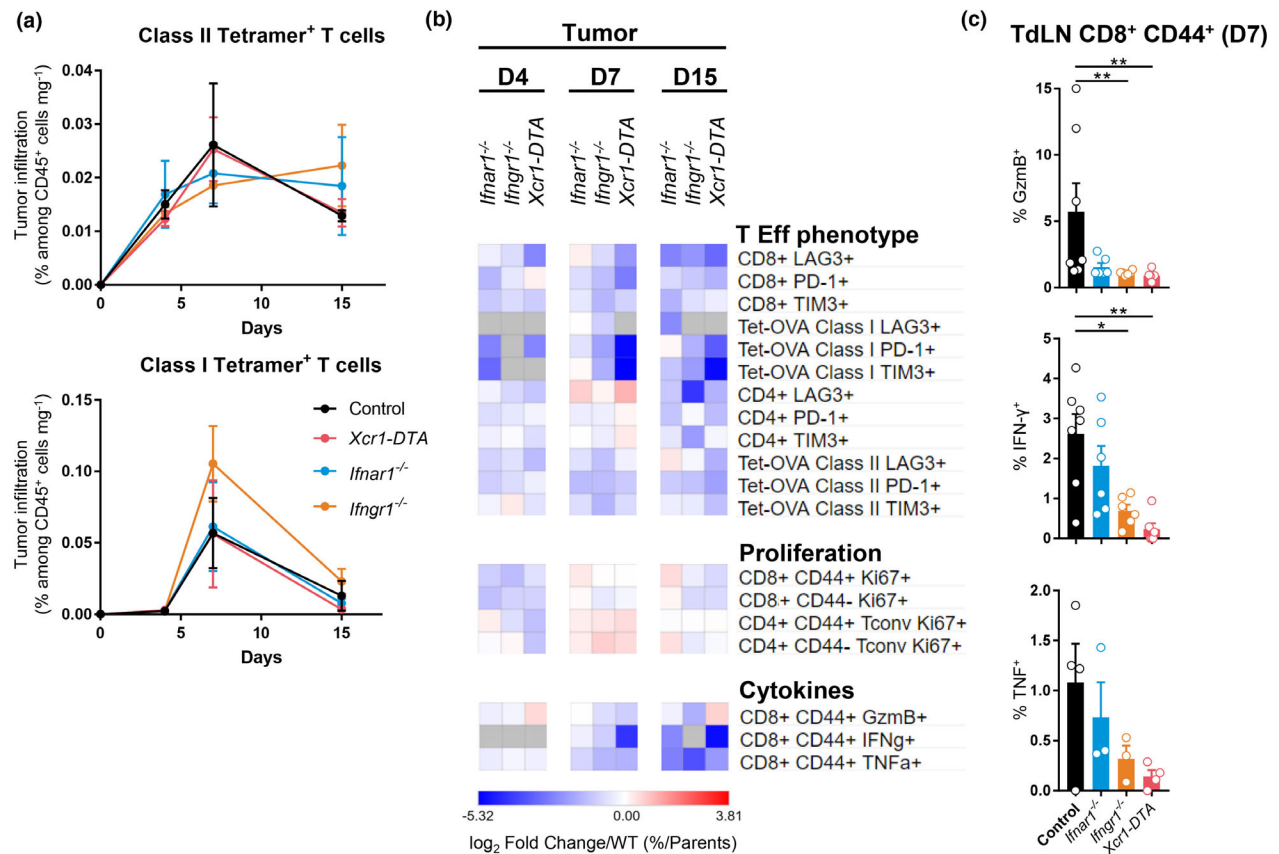 (a)
Class II Tetramer⁺ T cells
Tumor infiltration
(% among CD45⁺ cells mg⁻¹)
0.04
0.03
0.02
0.01
0.00
0
5
10
15
Days
Class I Tetramer⁺ T cells
Tumor infiltration
(% among CD45⁺ cells mg⁻¹)
0.15
0.10
0.05
0.00
0
5
10
15
Days
Control
Xcr1-DTA
Ifnar1⁻/⁻
Ifngr1⁻/⁻
(b)
Tumor
D4
D7
D15
Ifnar1⁻/⁻
Ifngr1⁻/⁻
Xcr1-DTA
Ifnar1⁻/⁻
Ifngr1⁻/⁻
Xcr1-DTA
Ifnar1⁻/⁻
Ifngr1⁻/⁻
Xcr1-DTA
T Eff phenotype
CD8+ LAG3+
CD8+ PD-1+
CD8+ TIM3+
Tet-OVA Class I LAG3+
Tet-OVA Class I PD-1+
Tet-OVA Class I TIM3+
CD4+ LAG3+
CD4+ PD-1+
CD4+ TIM3+
Tet-OVA Class II LAG3+
Tet-OVA Class II PD-1+
Tet-OVA Class II TIM3+
Proliferation
CD8+ CD44+ Ki67+
CD8+ CD44- Ki67+
CD4+ CD44+ Tconv Ki67+
CD4+ CD44- Tconv Ki67+
Cytokines
CD8+ CD44+ GzmB+
CD8+ CD44+ IFNg+
CD8+ CD44+ TNFa+
-5.32
0.00
3.81
log₂ Fold Change/WT (%/Parents)
(c)
TdLN CD8⁺ CD44⁺ (D7)
**
**
% GzmB⁺
15
10
5
0
**
*
% IFN-γ⁺
5
4
3
2
1
0
% TNF⁺
2.0
1.5
1.0
0.5
0.0
Control
Ifnar1⁻/⁻
Ifngr1⁻/⁻
Xcr1-DTA